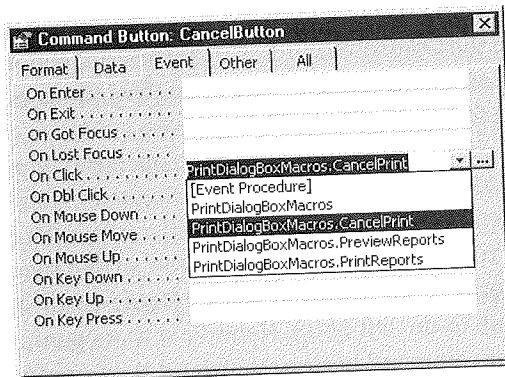 Command Button: CancelButton
Format Data Event Other All
On Enter . . . . . . . . .
On Exit . . . . . . . . . .
On Got Focus . . . . . .
On Lost Focus . . . . .
On Click . . . . . . . . . . PrintDialogBoxMacros.CancelPrint ...
On Dbl Click . . . . . . . [Event Procedure]
PrintDialogBoxMacros
On Mouse Down . . . . PrintDialogBoxMacros.CancelPrint
On Mouse Move . . . . PrintDialogBoxMacros.PreviewReports
On Mouse Up . . . . . . PrintDialogBoxMacros.PrintReports
On Key Down . . . . . .
On Key Up . . . . . . . .
On Key Press . . . . . .